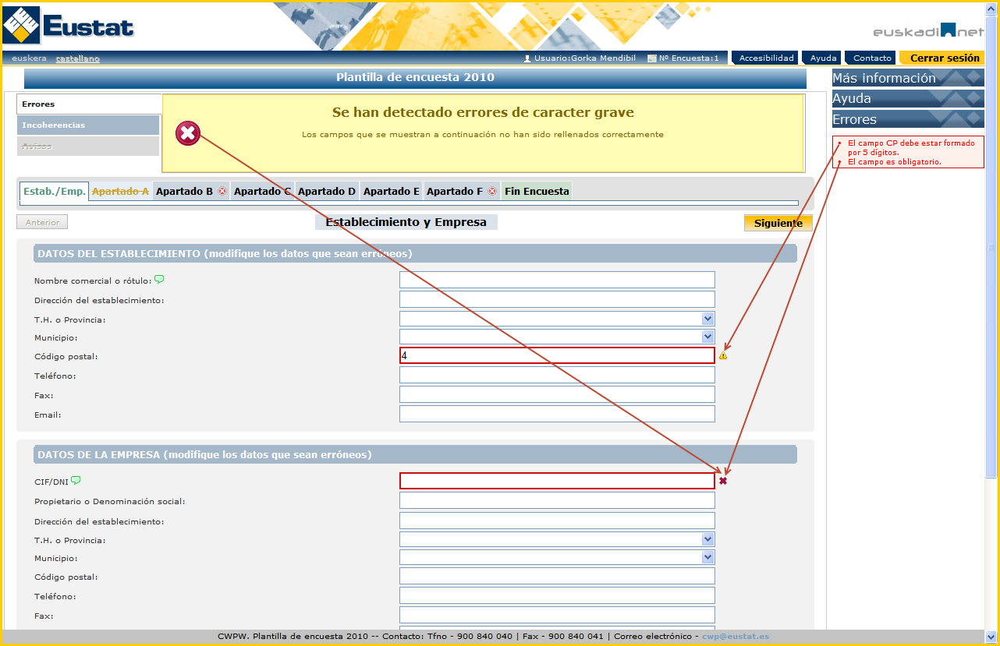 Eustat
euskadi net
euskera castellano Usuario:Gorka Mendibil Nº Encuesta:1 Accesibilidad Ayuda Contacto Cerrar sesión
Plantilla de encuesta 2010
Errores
Incoherencias
Avisos
Se han detectado errores de caracter grave
Los campos que se muestran a continuación no han sido rellenados correctamente
Estab./Emp. Apartado A Apartado B Apartado C Apartado D Apartado E Apartado F Fin Encuesta
Anterior Establecimiento y Empresa Siguiente
DATOS DEL ESTABLECIMIENTO (modifique los datos que sean erróneos)
Nombre comercial o rótulo:
Dirección del establecimiento:
T.H. o Provincia:
Municipio:
Código postal: 4
Teléfono:
Fax:
Email:
DATOS DE LA EMPRESA (modifique los datos que sean erróneos)
CIF/DNI
Propietario o Denominación social:
Dirección del establecimiento:
T.H. o Provincia:
Municipio:
Código postal:
Teléfono:
Fax:
Más información
Ayuda
Errores
El campo CP debe estar formado
por 5 dígitos.
El campo es obligatorio.
CWPW. Plantilla de encuesta 2010 -- Contacto: Tfno - 900 840 040 | Fax - 900 840 041 | Correo electrónico - cwp@eustat.es